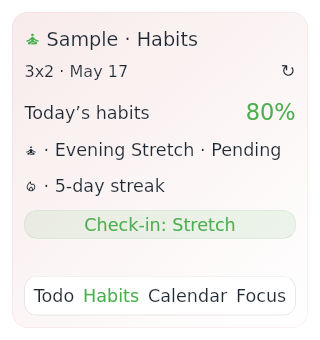 Sample · Habits
3x2 · May 17 ↻
Today’s habits 80%
· Evening Stretch · Pending
· 5-day streak
Check-in: Stretch
Todo Habits Calendar Focus